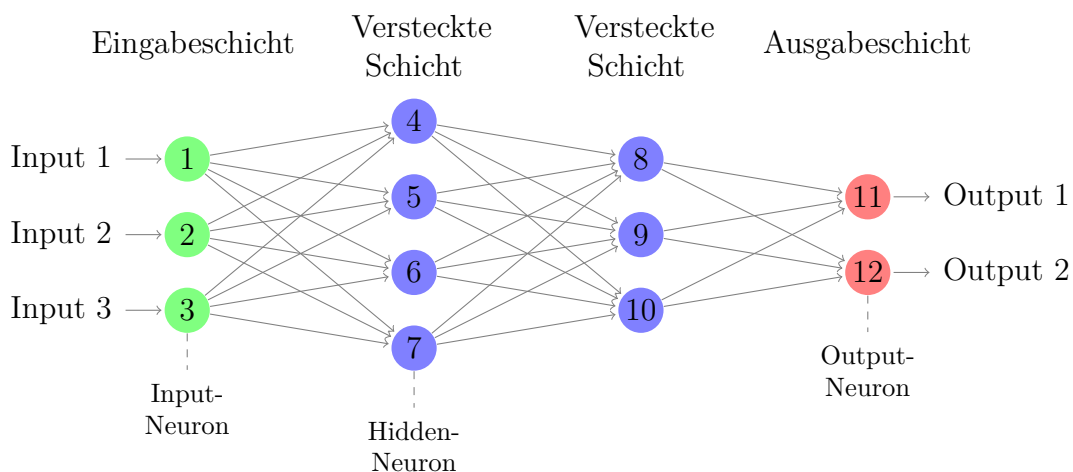 Eingabeschicht
Versteckte
Schicht
Versteckte
Schicht
Ausgabeschicht
Input 1
Input 2
Input 3
1
2
3
4
5
6
7
8
9
10
11
12
Output 1
Output 2
Input-
Neuron
Hidden-
Neuron
Output-
Neuron